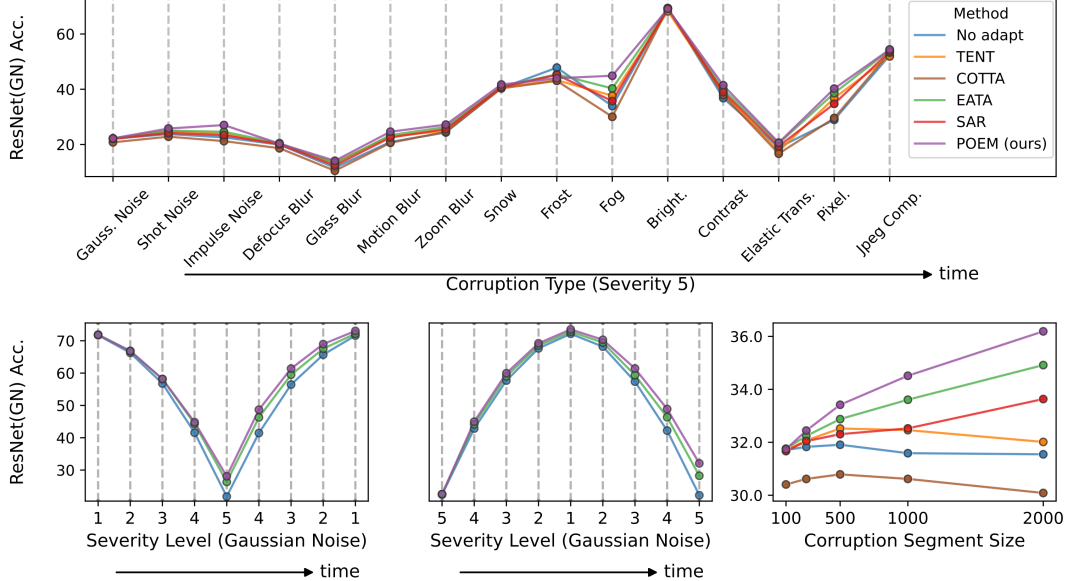 ResNet(GN) Acc.
60
40
20
Method
No adapt
TENT
COTTA
EATA
SAR
POEM (ours)
Gauss. Noise
Shot Noise
Impulse Noise
Defocus Blur
Glass Blur
Motion Blur
Zoom Blur
Snow
Frost
Fog
Bright.
Contrast
Elastic Trans.
Pixel.
Jpeg Comp.
time
Corruption Type (Severity 5)
ResNet(GN) Acc.
70
60
50
40
30
1 2 3 4 5 4 3 2 1
Severity Level (Gaussian Noise)
time
5 4 3 2 1 2 3 4 5
Severity Level (Gaussian Noise)
time
36.0
34.0
32.0
30.0
100 500 1000 2000
Corruption Segment Size